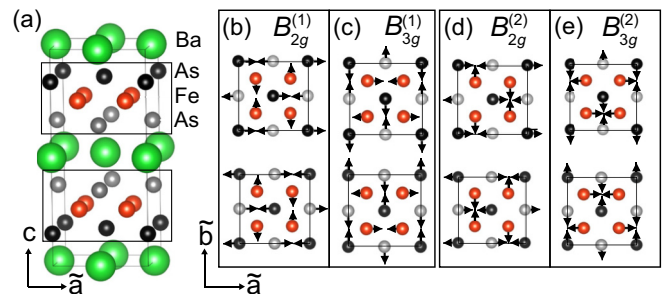 (a)
Ba
As
Fe
As
c
ã
(b) B₂g⁽¹⁾
(c) B₃g⁽¹⁾
(d) B₂g⁽²⁾
(e) B₃g⁽²⁾
b̃
ã